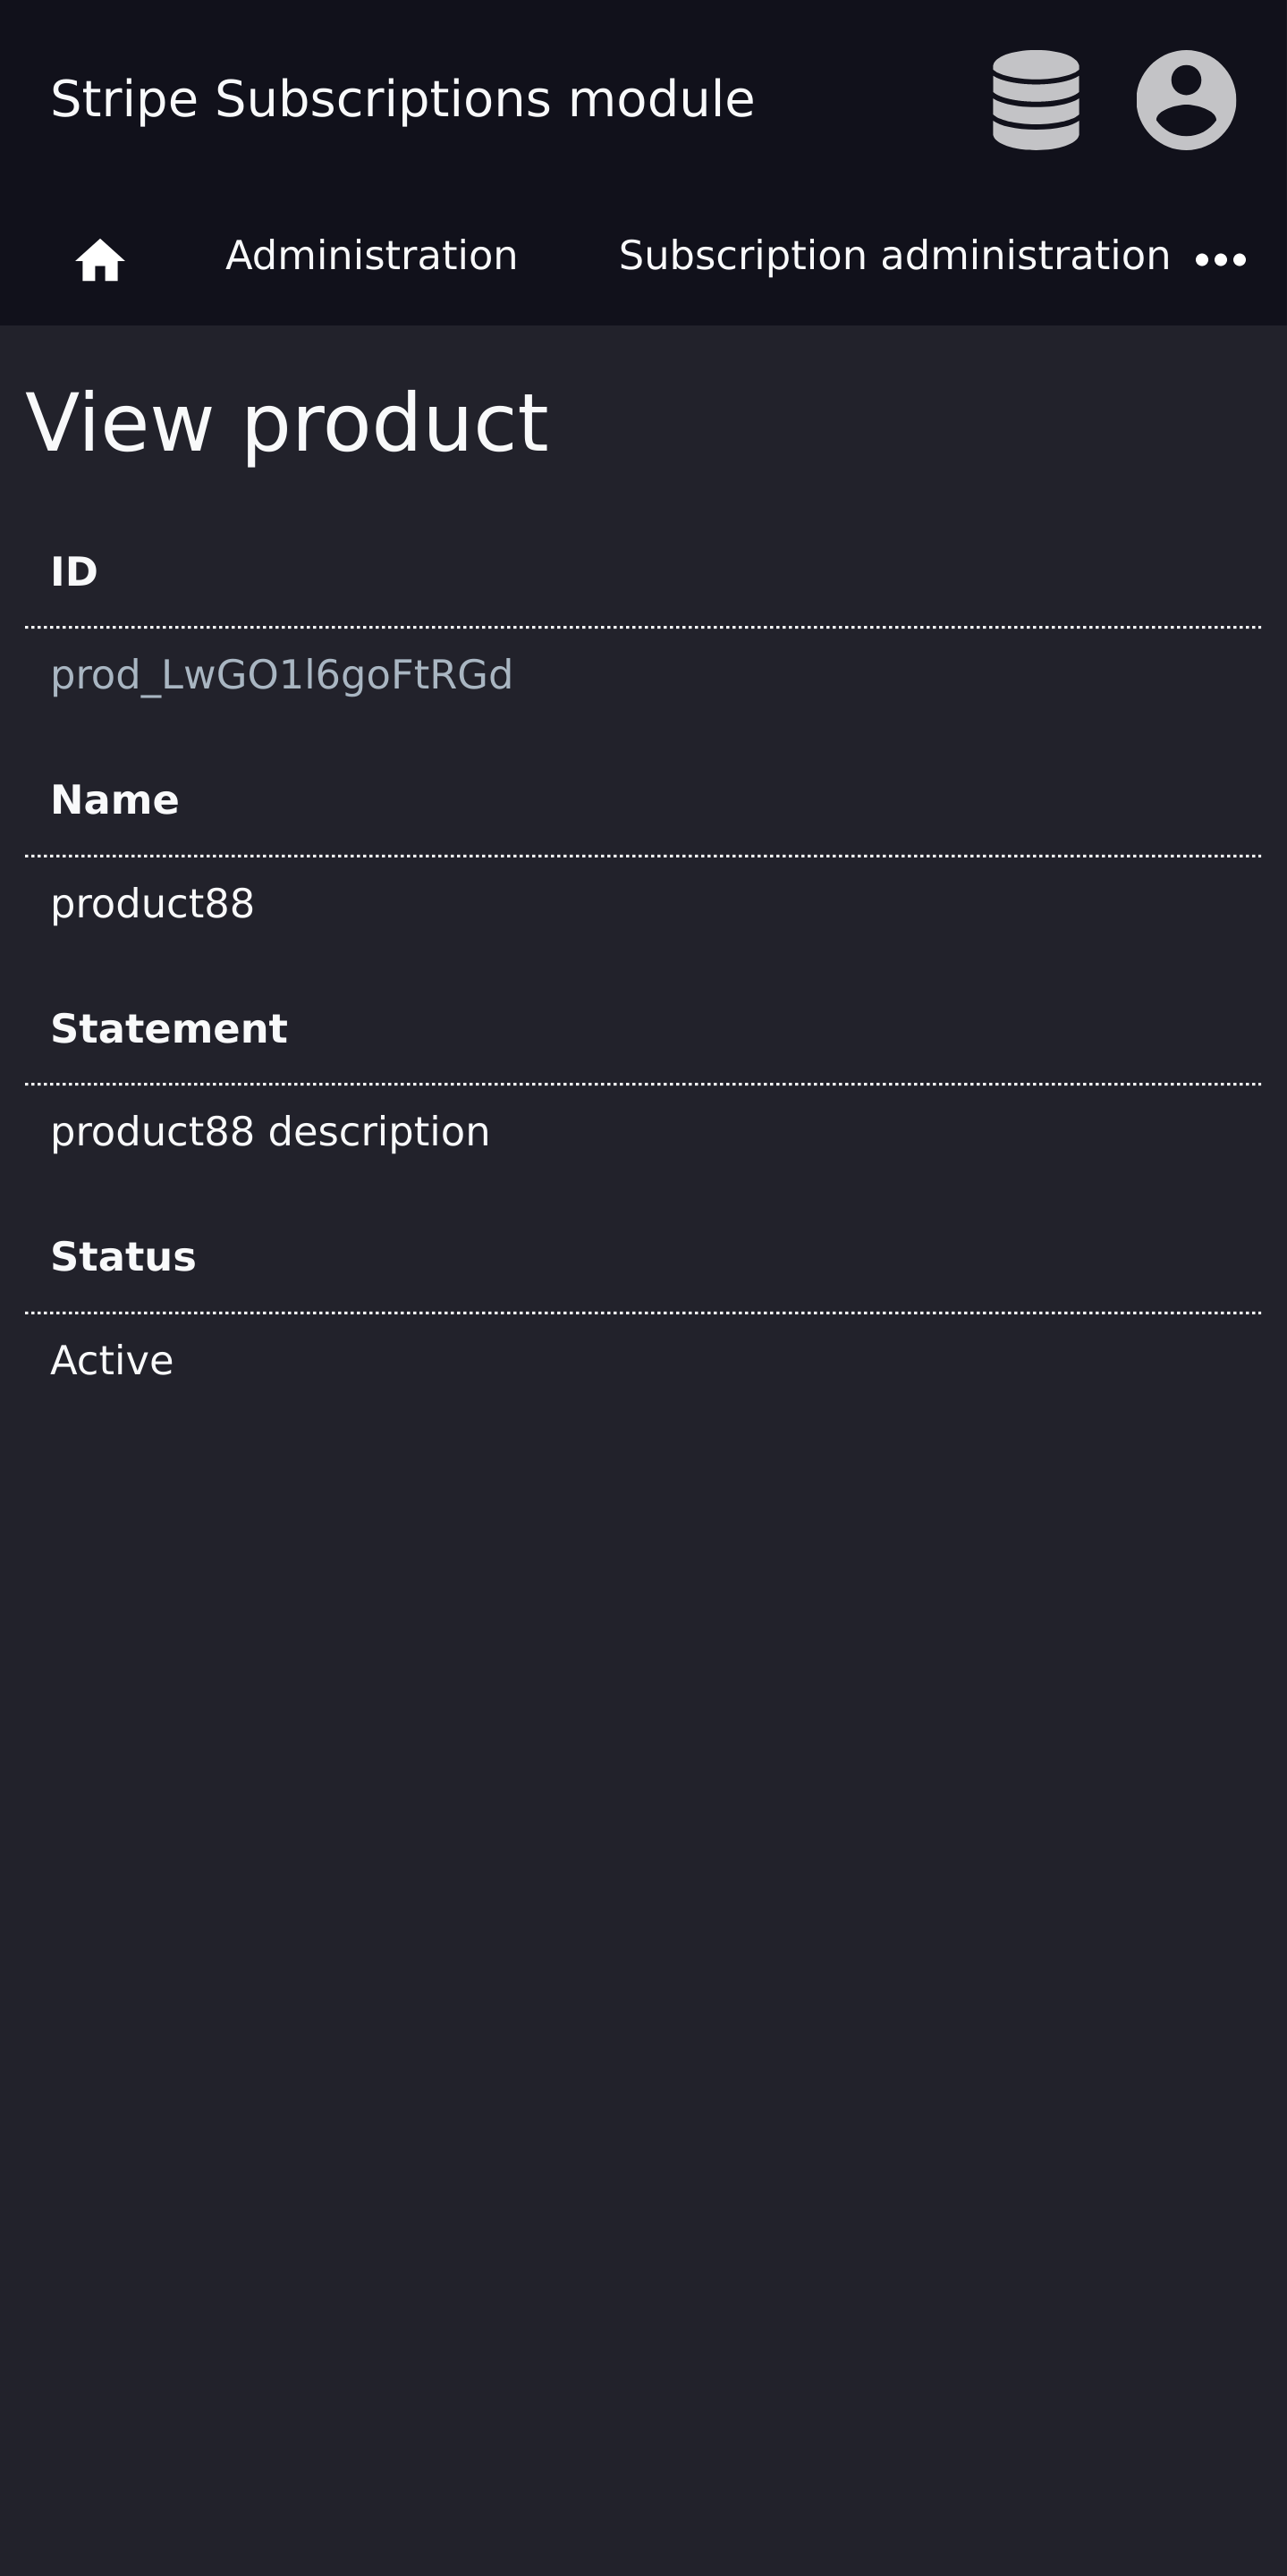 Stripe Subscriptions module
Administration Subscription administration
View product
ID
prod_LwGO1l6goFtRGd
Name
product88
Statement
product88 description
Status
Active